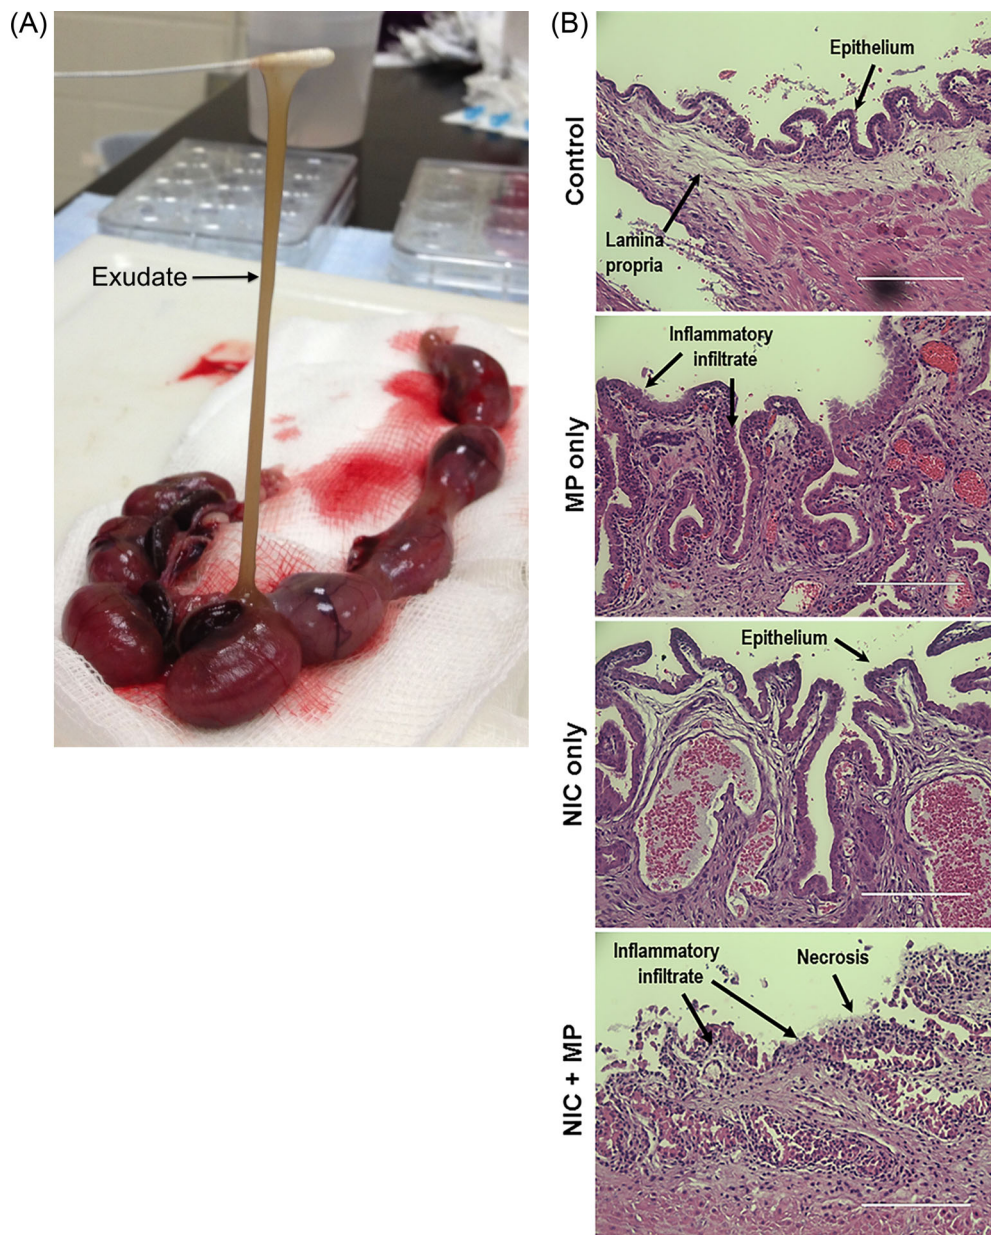 (A)
Exudate
(B)
Control
Epithelium
Lamina
propria
MP only
Inflammatory
infiltrate
NIC only
Epithelium
NIC + MP
Inflammatory
infiltrate
Necrosis